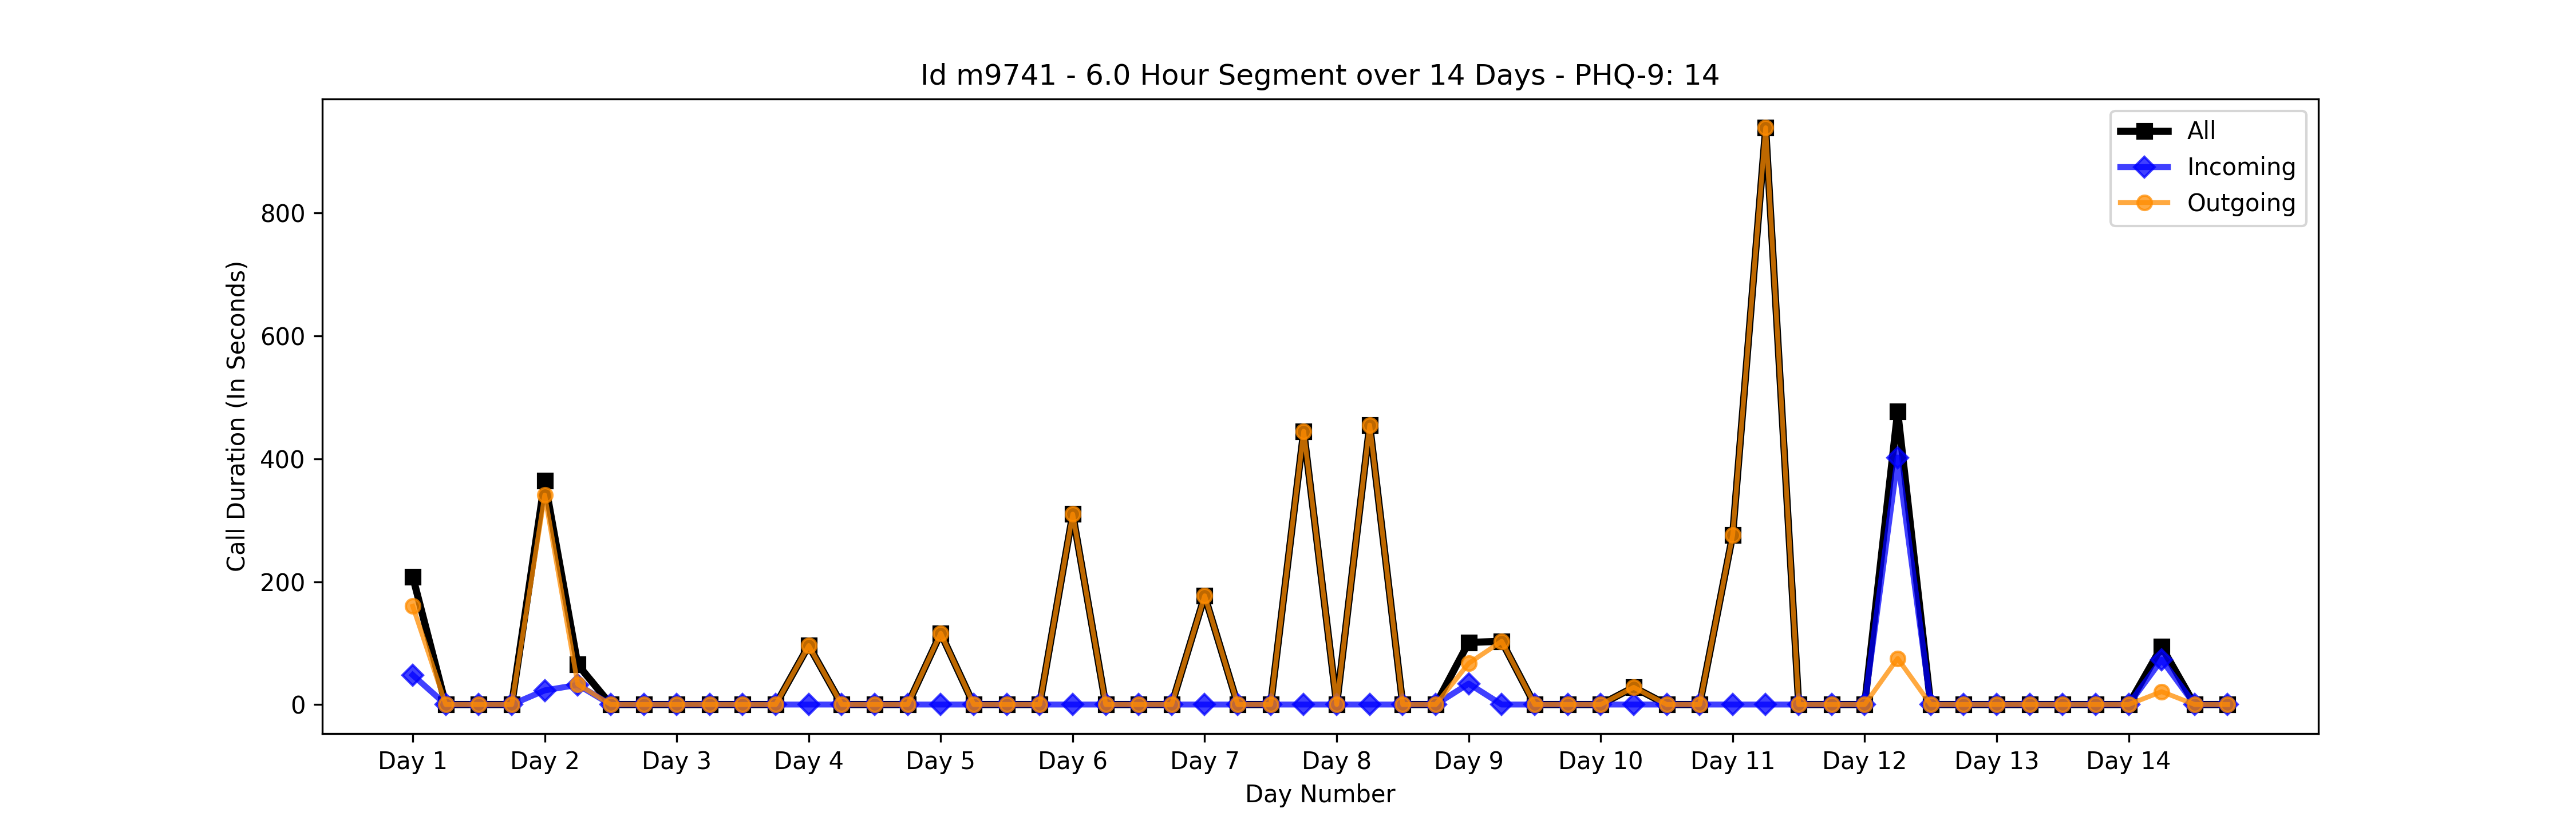 Id m9741 - 6.0 Hour Segment over 14 Days - PHQ-9: 14
All
Incoming
Outgoing
800
600
400
200
0
Call Duration (In Seconds)
Day 1 Day 2 Day 3 Day 4 Day 5 Day 6 Day 7 Day 8 Day 9 Day 10 Day 11 Day 12 Day 13 Day 14
Day Number